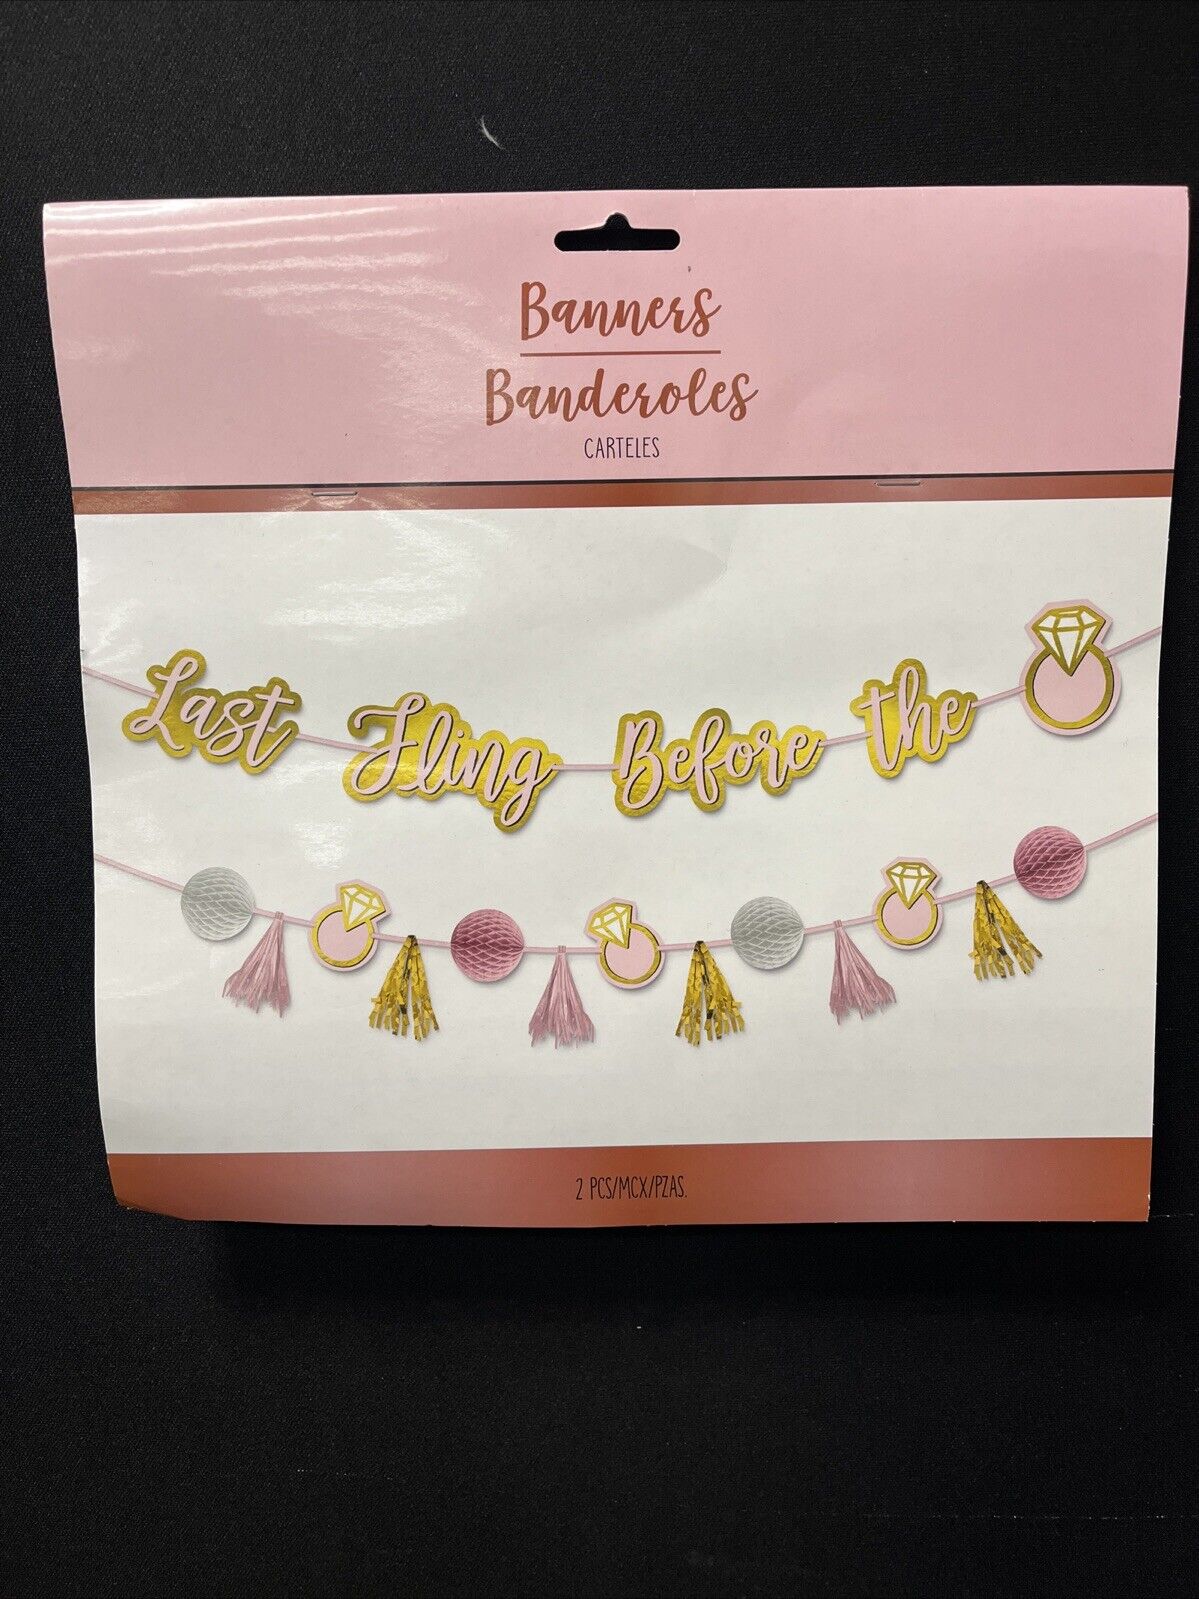 Banners
Banderoles
CARTELES
Last Fling Before the
2 PCS/MCX/PZAS.